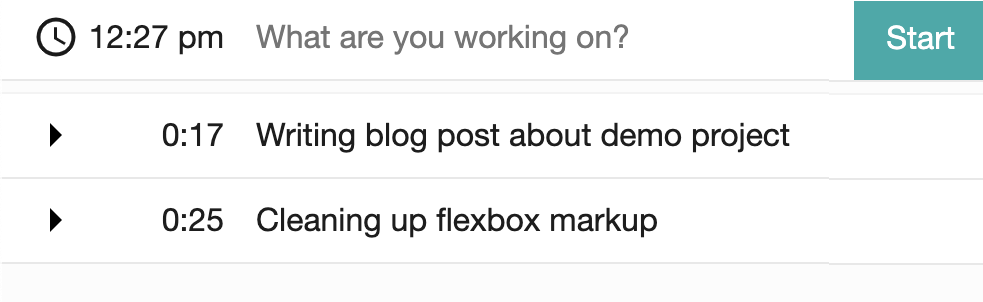 12:27 pm What are you working on? Start
0:17 Writing blog post about demo project
0:25 Cleaning up flexbox markup